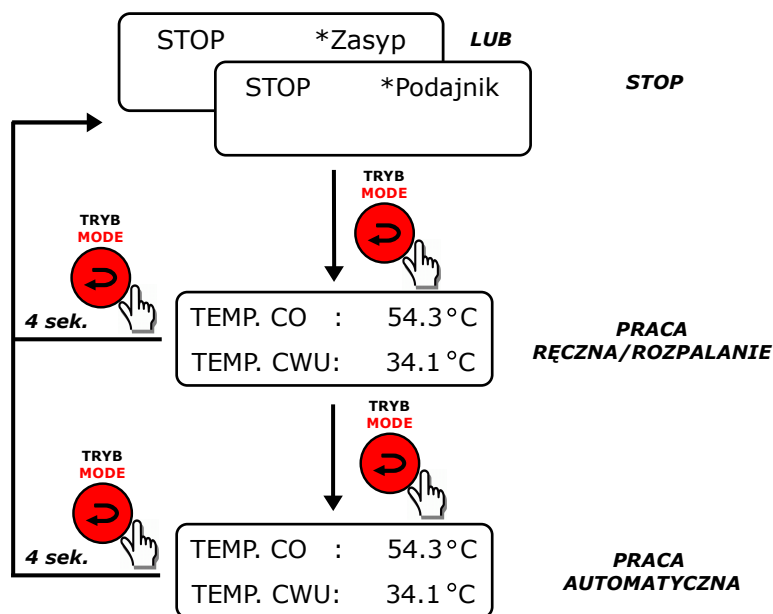 STOP *Zasyp
LUB
STOP *Podajnik
STOP
TRYB
MODE
TRYB
MODE
4 sek.
TEMP. CO : 54.3°C
TEMP. CWU: 34.1°C
PRACA
RĘCZNA/ROZPALANIE
TRYB
MODE
TRYB
MODE
4 sek.
TEMP. CO : 54.3°C
TEMP. CWU: 34.1°C
PRACA
AUTOMATYCZNA